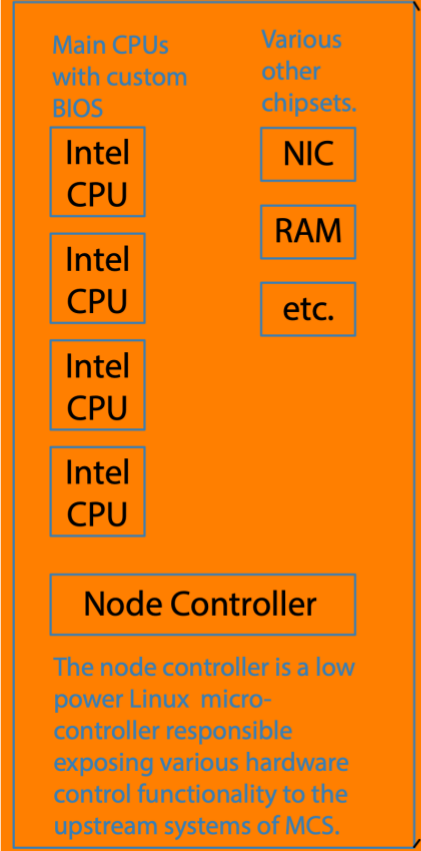 Main CPUs
with custom
BIOS
Intel
CPU
Intel
CPU
Intel
CPU
Intel
CPU
Various
other
chipsets.
NIC
RAM
etc.
Node Controller
The node controller is a low
power Linux micro-
controller responsible
exposing various hardware
control functionality to the
upstream systems of MCS.